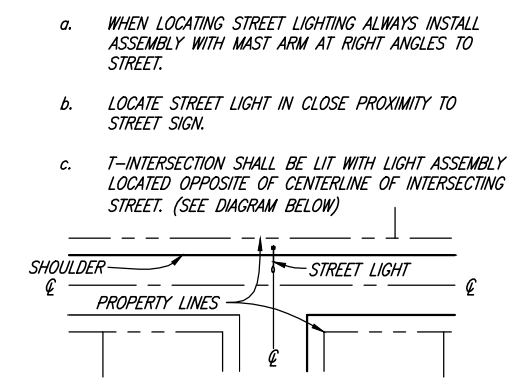 a. WHEN LOCATING STREET LIGHTING ALWAYS INSTALL
ASSEMBLY WITH MAST ARM AT RIGHT ANGLES TO
STREET.
b. LOCATE STREET LIGHT IN CLOSE PROXIMITY TO
STREET SIGN.
c. T-INTERSECTION SHALL BE LIT WITH LIGHT ASSEMBLY
LOCATED OPPOSITE OF CENTERLINE OF INTERSECTING
STREET. (SEE DIAGRAM BELOW)
SHOULDER
STREET LIGHT
℄
℄
PROPERTY LINES
℄